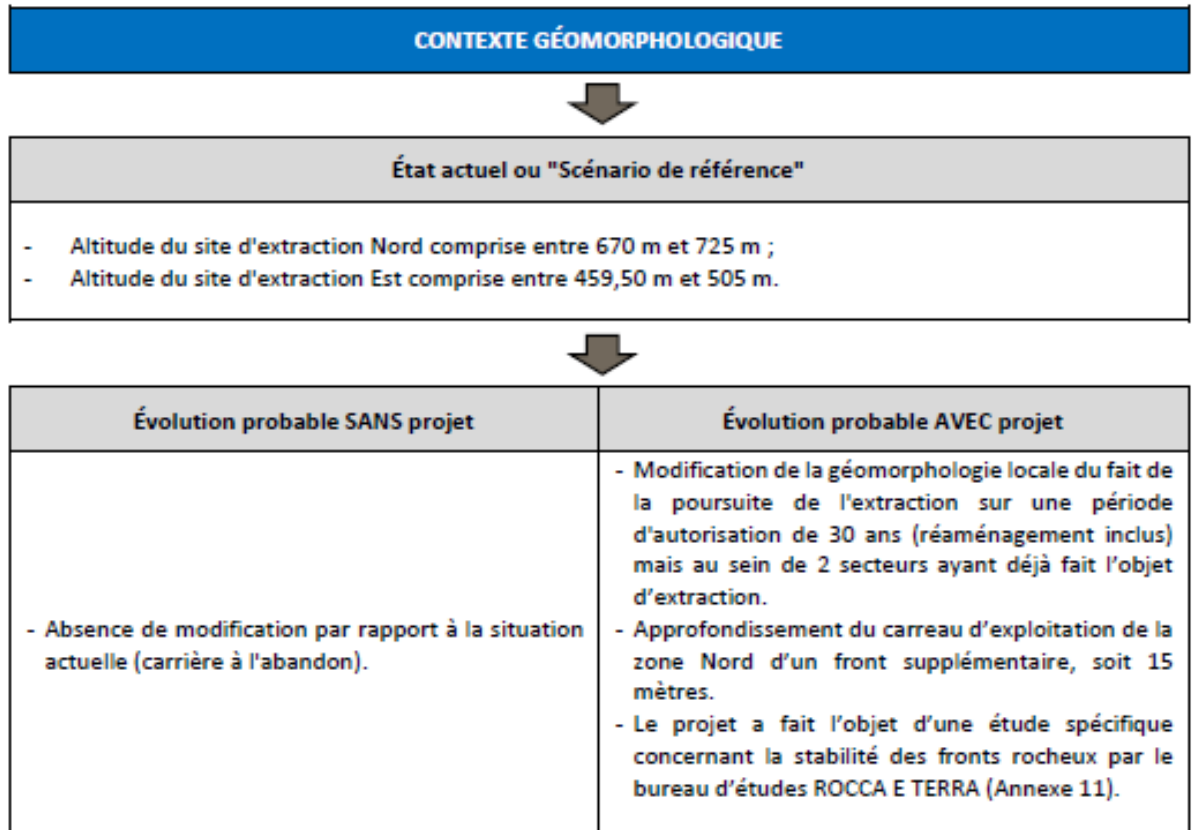 CONTEXTE GÉOMORPHOLOGIQUE
État actuel ou "Scénario de référence"
- Altitude du site d'extraction Nord comprise entre 670 m et 725 m ;
- Altitude du site d'extraction Est comprise entre 459,50 m et 505 m.
Évolution probable SANS projet
- Absence de modification par rapport à la situation
actuelle (carrière à l'abandon).
Évolution probable AVEC projet
- Modification de la géomorphologie locale du fait de
la poursuite de l'extraction sur une période
d'autorisation de 30 ans (réaménagement inclus)
mais au sein de 2 secteurs ayant déjà fait l’objet
d’extraction.
- Approfondissement du carreau d’exploitation de la
zone Nord d’un front supplémentaire, soit 15
mètres.
- Le projet a fait l’objet d’une étude spécifique
concernant la stabilité des fronts rocheux par le
bureau d’études ROCCA E TERRA (Annexe 11).